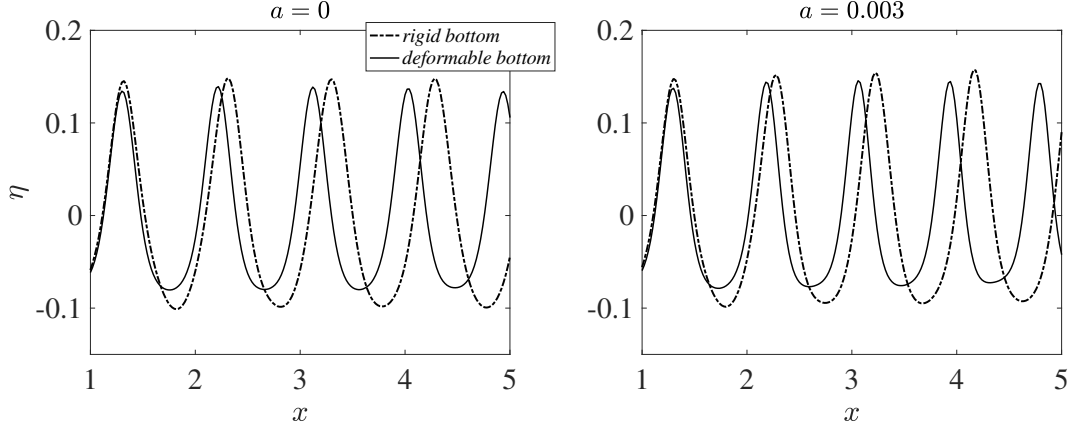 a = 0
rigid bottom
deformable bottom
0.2
0.1
0
-0.1
η
1 2 3 4 5
x
a = 0.003
0.2
0.1
0
-0.1
1 2 3 4 5
x